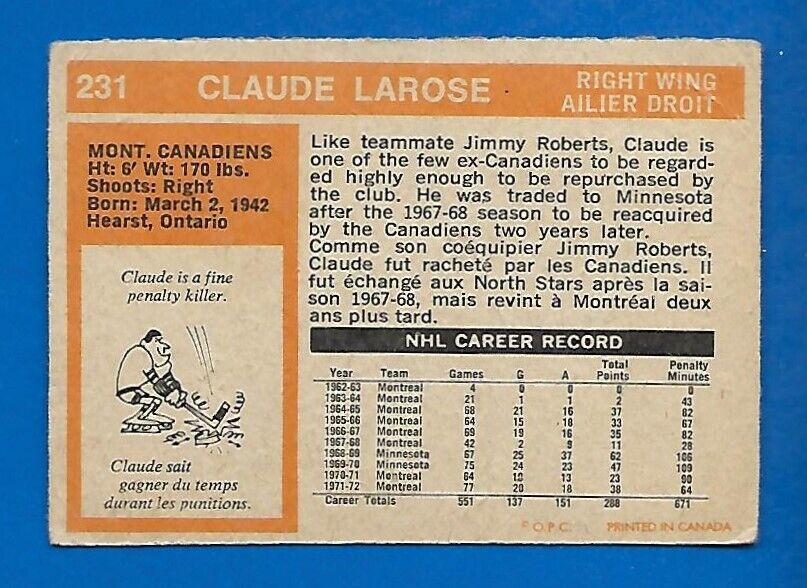 231 CLAUDE LAROSE RIGHT WING
AILIER DROIT
MONT. CANADIENS
Ht: 6' Wt: 170 lbs.
Shoots: Right
Born: March 2, 1942
Hearst, Ontario
Claude is a fine
penalty killer.
Claude sait
gagner du temps
durant les punitions.
Like teammate Jimmy Roberts, Claude is
one of the few ex-Canadiens to be regard-
ed highly enough to be repurchased by
the club. He was traded to Minnesota
after the 1967-68 season to be reacquired
by the Canadiens two years later.
Comme son coéquipier Jimmy Roberts,
Claude fut racheté par les Canadiens. Il
fut échangé aux North Stars après la sai-
son 1967-68, mais revint à Montréal deux
ans plus tard.
NHL CAREER RECORD
Year Team Games G A Total Points Penalty Minutes
1962-63 Montreal 4 0 0 0 0
1963-64 Montreal 21 1 1 2 43
1964-65 Montreal 68 21 16 37 82
1965-66 Montreal 64 15 18 33 67
1966-67 Montreal 69 19 16 35 82
1967-68 Montreal 42 2 9 11 28
1968-69 Minnesota 67 25 37 62 106
1969-70 Minnesota 75 24 23 47 109
1970-71 Montreal 64 10 13 23 90
1971-72 Montreal 77 20 18 38 64
Career Totals 551 137 151 288 671
© O.P.C. PRINTED IN CANADA